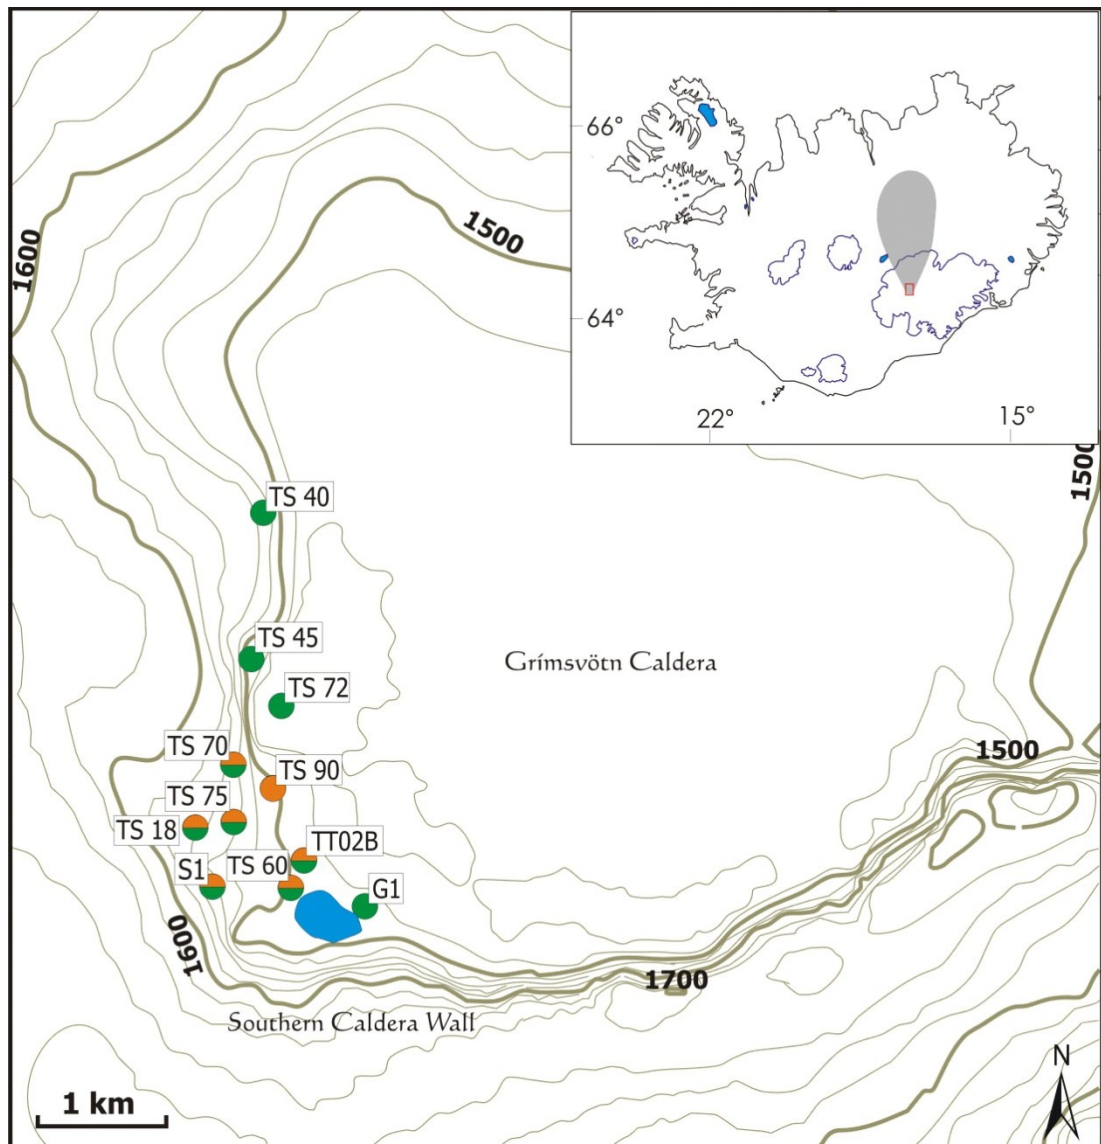 66°
64°
22°
15°
1600
1500
1500
TS 40
TS 45
Grímsvötn Caldera
TS 72
TS 70
TS 90
1500
TS 75
TS 18
TT02B
S1
TS 60
G1
1600
1700
Southern Caldera Wall
N
1 km